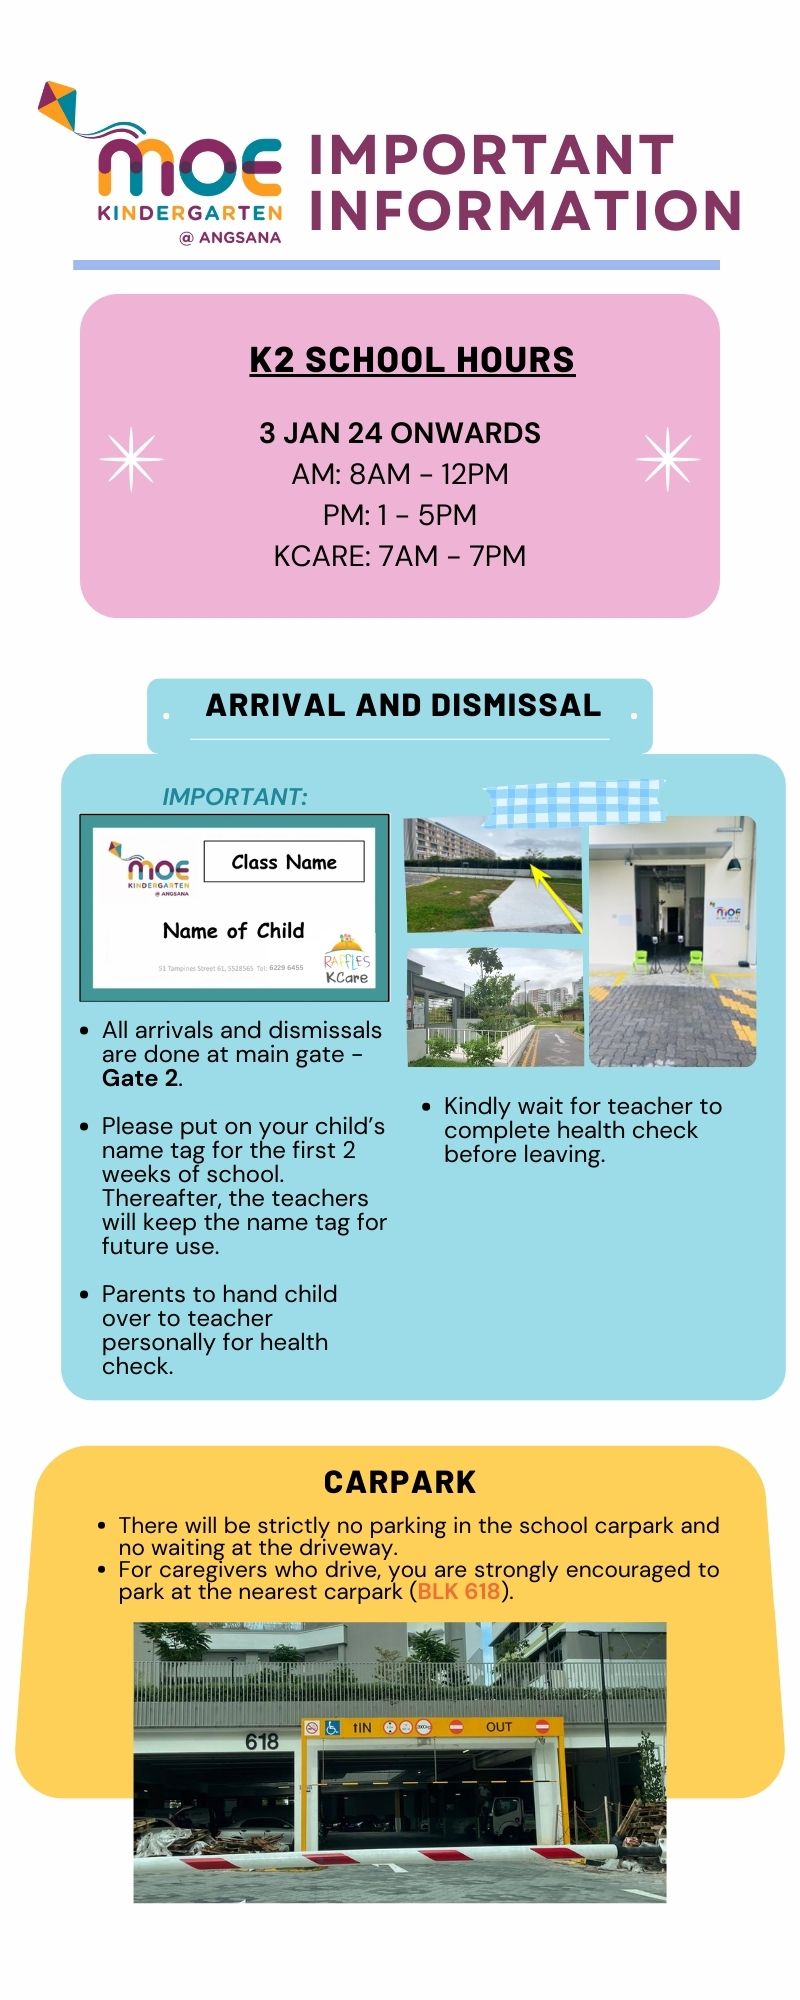 moe
KINDERGARTEN
@ ANGSANA
IMPORTANT
INFORMATION
K2 SCHOOL HOURS
3 JAN 24 ONWARDS
AM: 8AM – 12PM
PM: 1 – 5PM
KCARE: 7AM – 7PM
ARRIVAL AND DISMISSAL
IMPORTANT:
moe
KINDERGARTEN
@ ANGSANA
Class Name
Name of Child
51 Tampines Street 61, S528565 Tel: 6229 6455
RAFFLES
KCare
moe
All arrivals and dismissals
are done at main gate –
Gate 2.
Please put on your child’s
name tag for the first 2
weeks of school.
Thereafter, the teachers
will keep the name tag for
future use.
Parents to hand child
over to teacher
personally for health
check.
Kindly wait for teacher to
complete health check
before leaving.
CARPARK
There will be strictly no parking in the school carpark and
no waiting at the driveway.
For caregivers who drive, you are strongly encouraged to
park at the nearest carpark (BLK 618).
618
IN
OUT